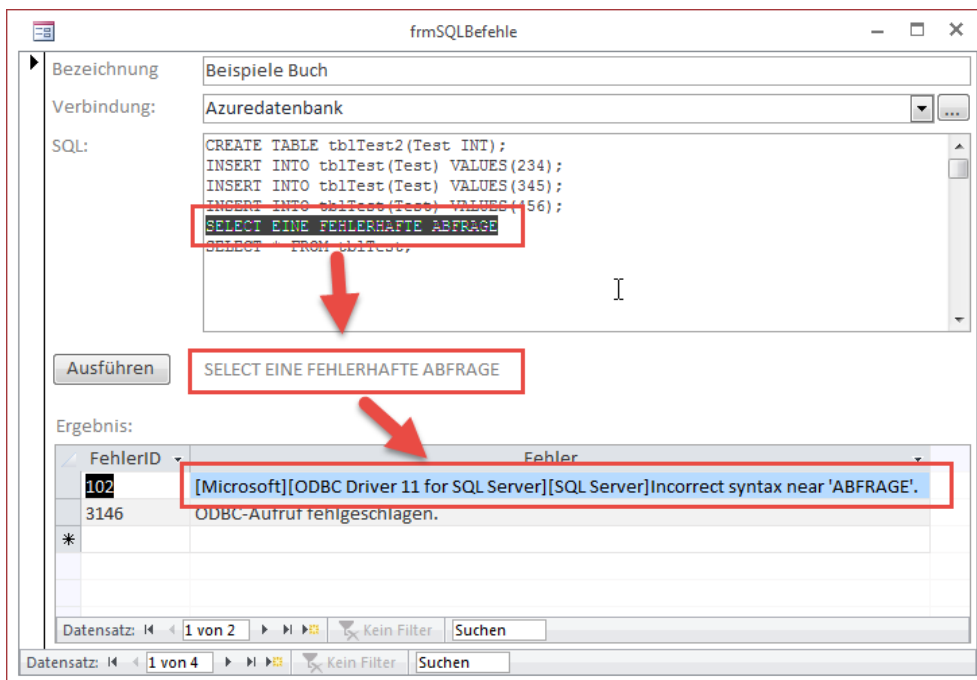 frmSQLBefehle
Bezeichnung Beispiele Buch
Verbindung: Azuredatenbank ...
SQL: CREATE TABLE tblTest2(Test INT);
INSERT INTO tblTest(Test) VALUES(234);
INSERT INTO tblTest(Test) VALUES(345);
INSERT INTO tblTest(Test) VALUES(456);
SELECT EINE FEHLERHAFTE ABFRAGE
SELECT * FROM tblTest;
Ausführen SELECT EINE FEHLERHAFTE ABFRAGE
Ergebnis:
FehlerID Fehler
102 [Microsoft][ODBC Driver 11 for SQL Server][SQL Server]Incorrect syntax near 'ABFRAGE'.
3146 ODBC-Aufruf fehlgeschlagen.
Datensatz: 1 von 2 Kein Filter Suchen
Datensatz: 1 von 4 Kein Filter Suchen